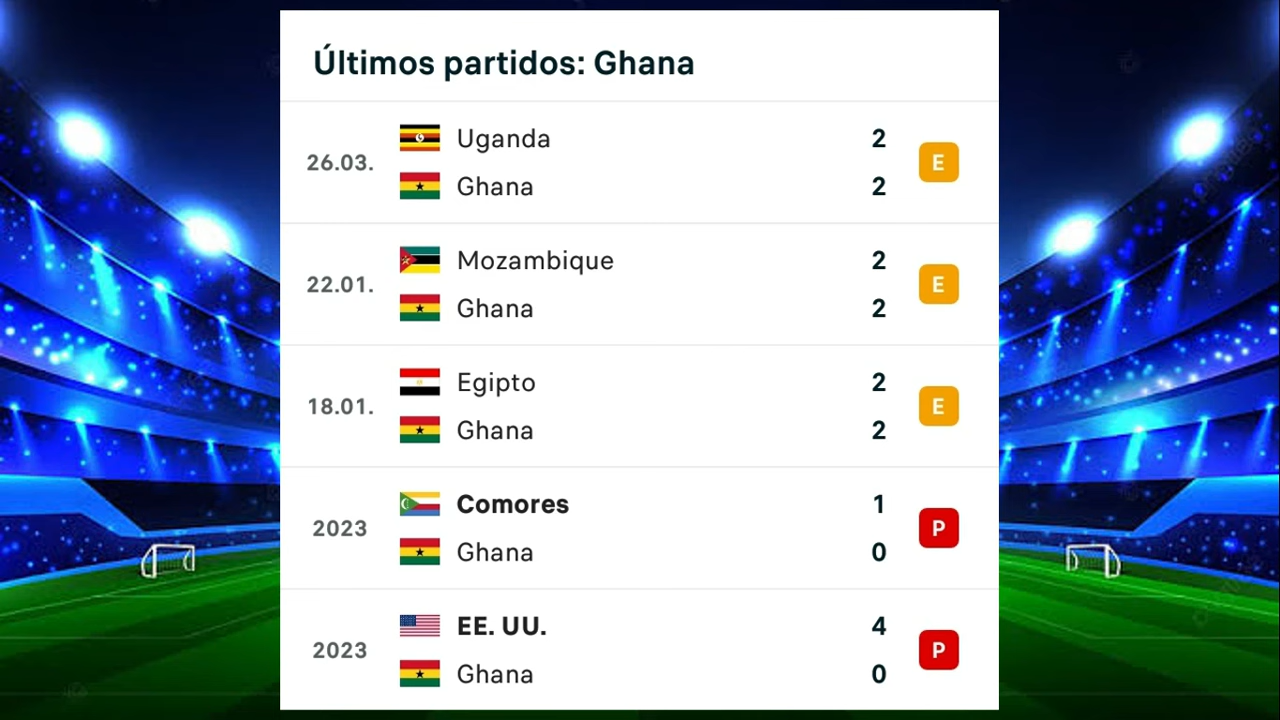 Últimos partidos: Ghana
26.03.
Uganda 2
Ghana 2
E
22.01.
Mozambique 2
Ghana 2
E
18.01.
Egipto 2
Ghana 2
E
2023
Comores 1
Ghana 0
P
2023
EE. UU. 4
Ghana 0
P